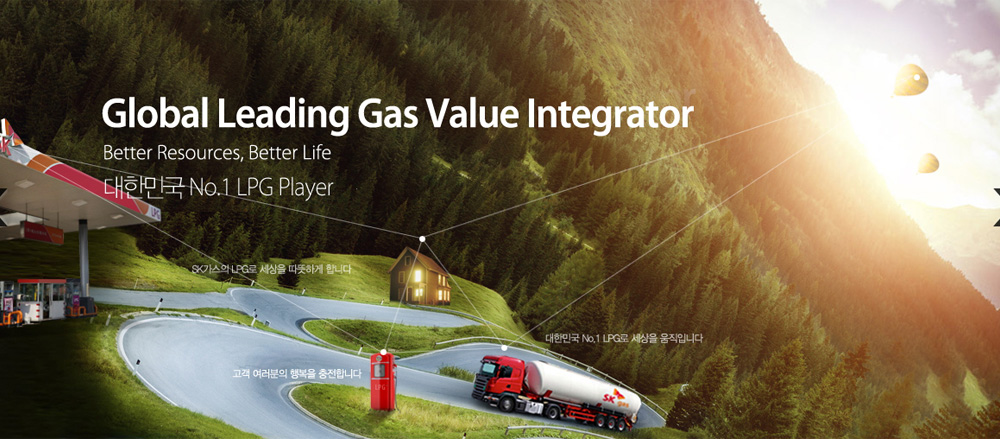 Global Leading Gas Value Integrator
Better Resources, Better Life
대한민국 No.1 LPG Player
SK가스의 LPG로 세상을 따뜻하게 합니다
대한민국 No.1 LPG로 세상을 움직입니다
고객 여러분의 행복을 충전합니다
LPG
SK gas